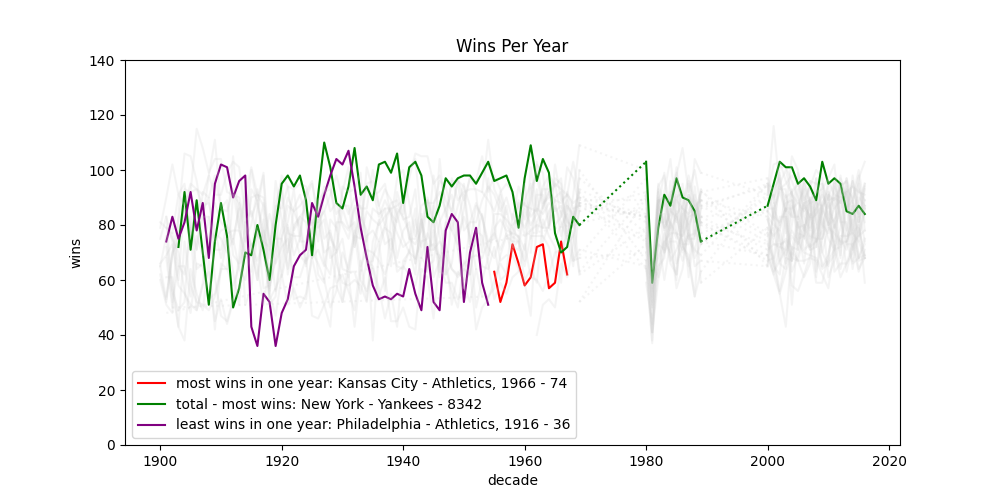 Wins Per Year
140
120
100
80
60
40
20
0
wins
most wins in one year: Kansas City - Athletics, 1966 - 74
total - most wins: New York - Yankees - 8342
least wins in one year: Philadelphia - Athletics, 1916 - 36
1900 1920 1940 1960 1980 2000 2020
decade